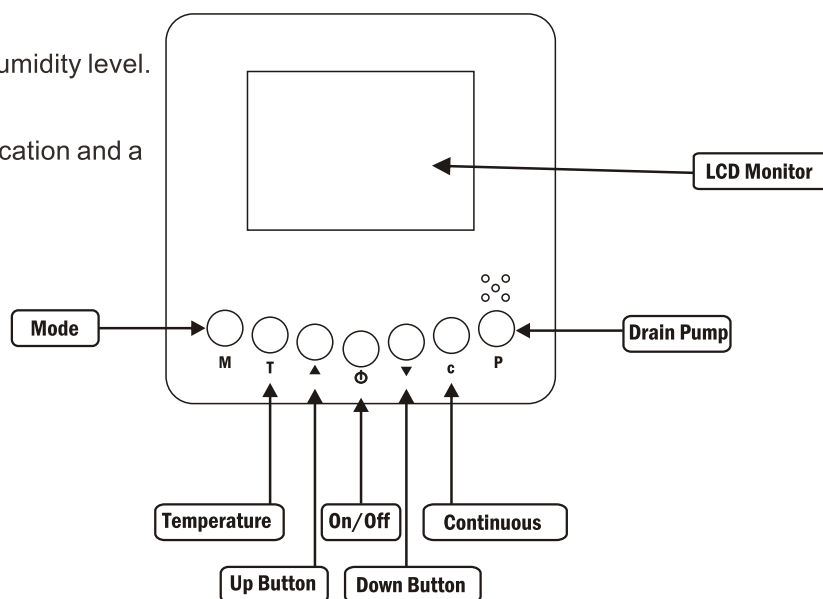 umidity level.
cation and a
LCD Monitor
Mode
Drain Pump
M T ▲ ⏻ ▼ c P
Temperature
On/Off
Continuous
Up Button
Down Button